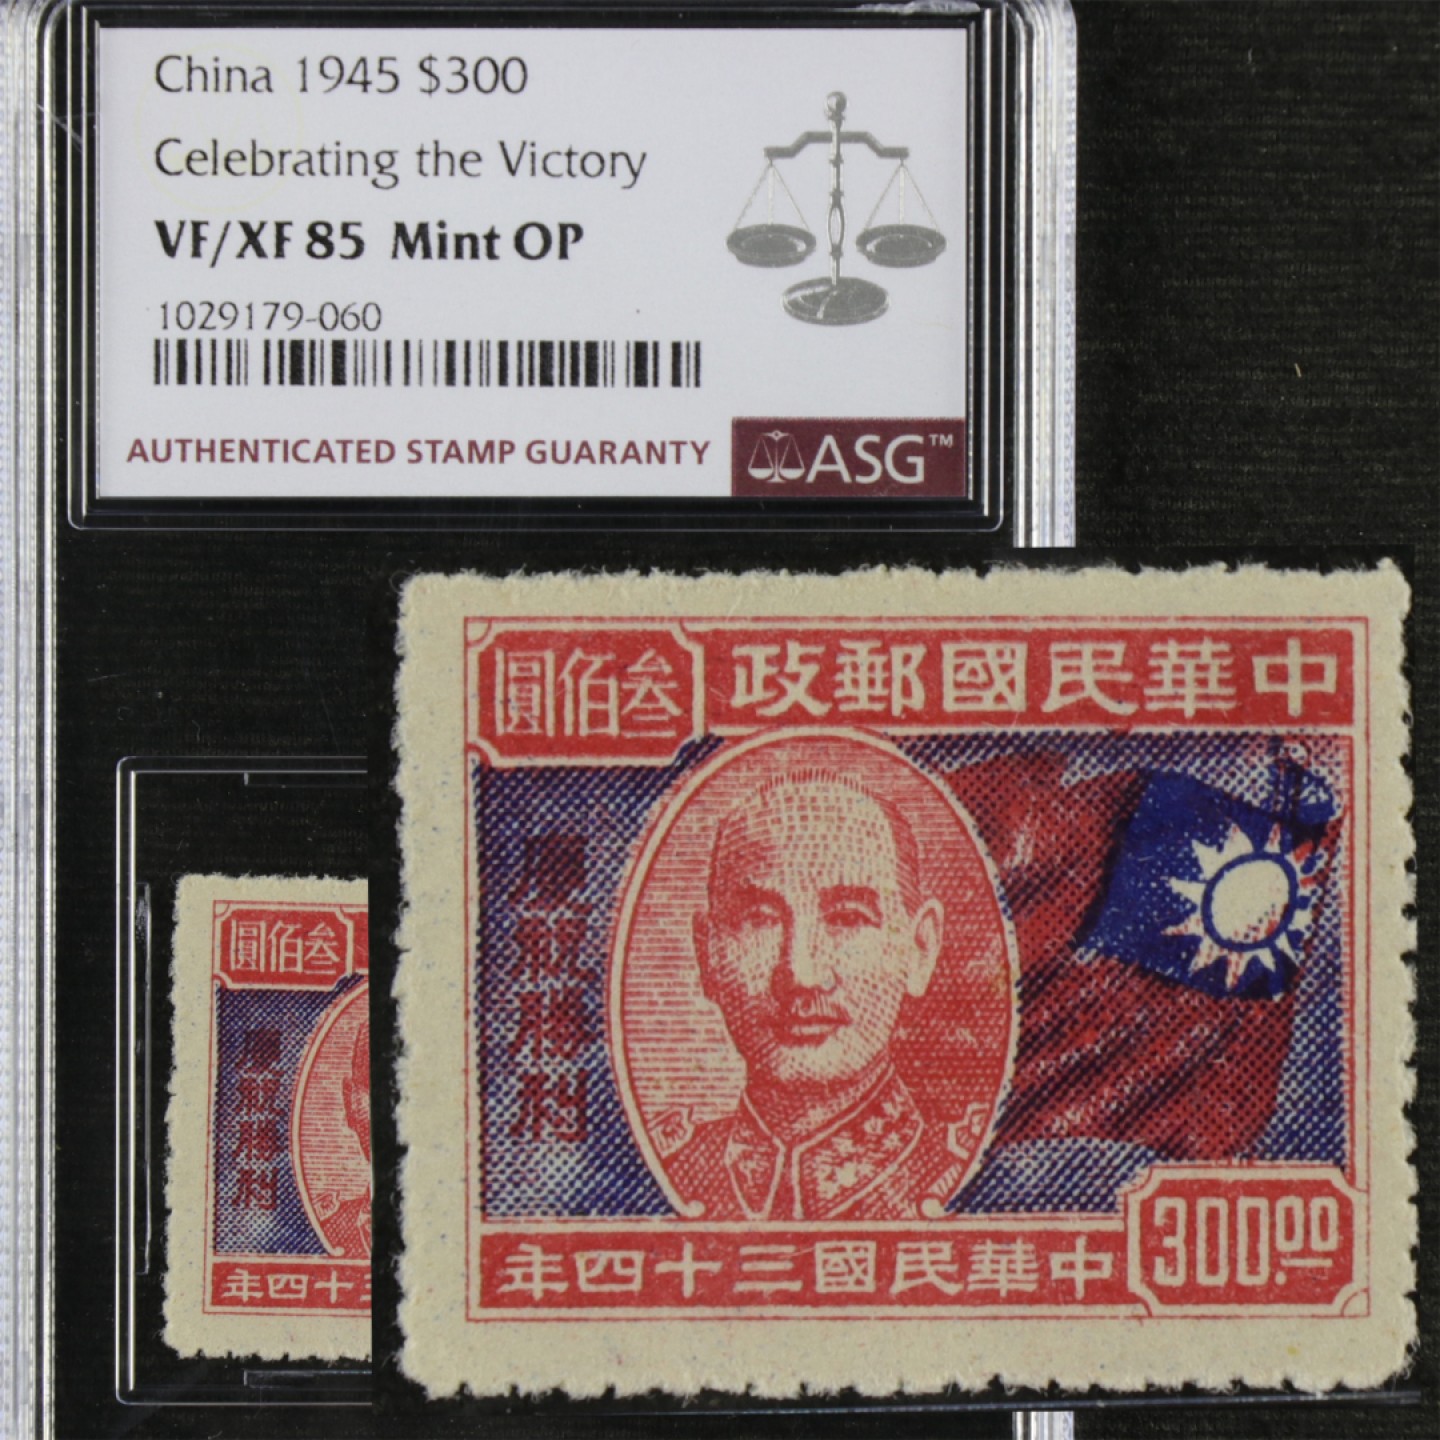 China 1945 $300
Celebrating the Victory
VF/XF 85 Mint OP
1029179-060
AUTHENTICATED STAMP GUARANTY
ASG™
圓佰叁
政郵國民華中
慶祝勝利
年四十三國民華中
300.00
圓佰叁
慶祝勝利
年四十三